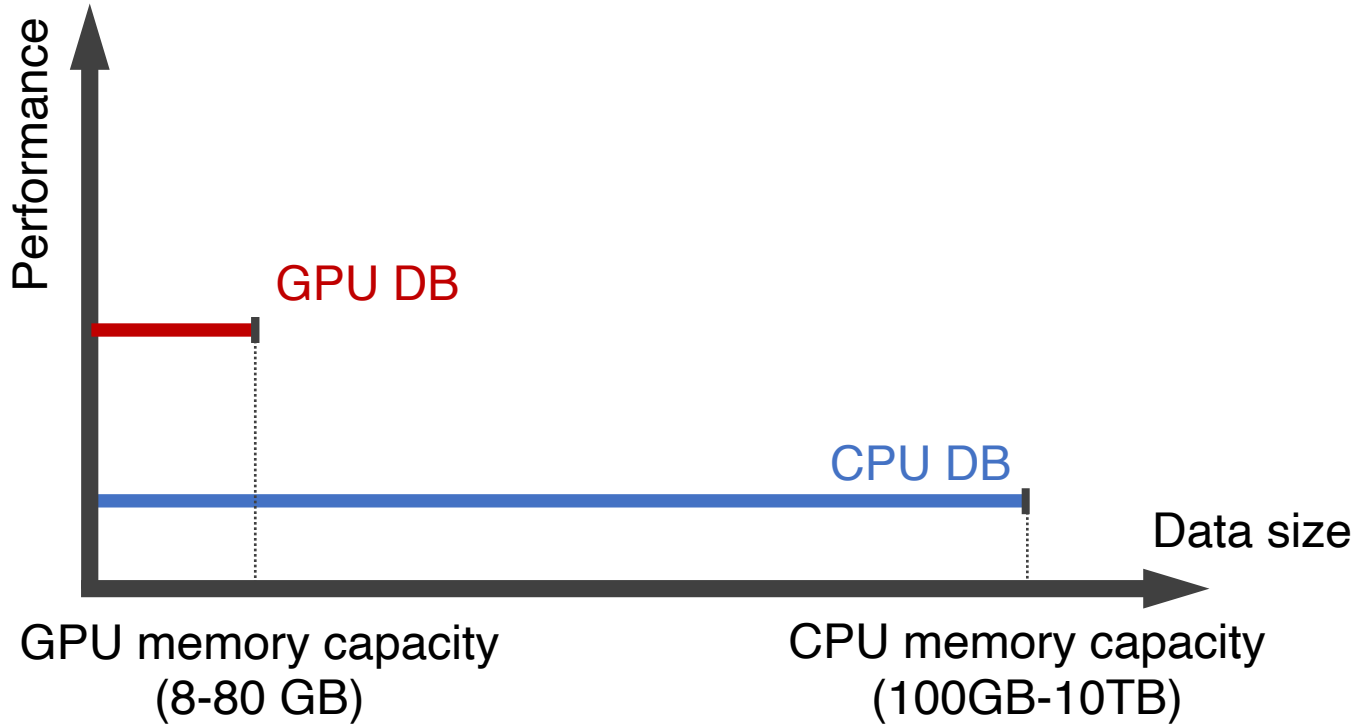 Performance
GPU DB
CPU DB
Data size
GPU memory capacity
(8-80 GB)
CPU memory capacity
(100GB-10TB)